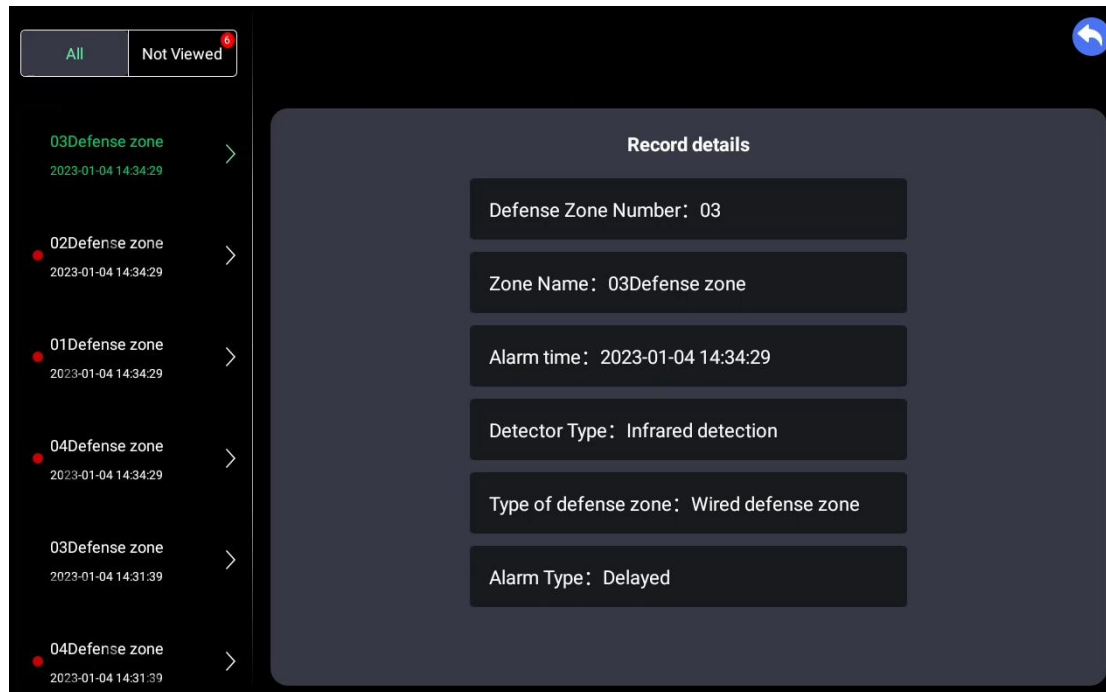 All
Not Viewed
6
03Defense zone
2023-01-04 14:34:29
02Defense zone
2023-01-04 14:34:29
01Defense zone
2023-01-04 14:34:29
04Defense zone
2023-01-04 14:34:29
03Defense zone
2023-01-04 14:31:39
04Defense zone
2023-01-04 14:31:39
Record details
Defense Zone Number：03
Zone Name：03Defense zone
Alarm time：2023-01-04 14:34:29
Detector Type：Infrared detection
Type of defense zone：Wired defense zone
Alarm Type：Delayed